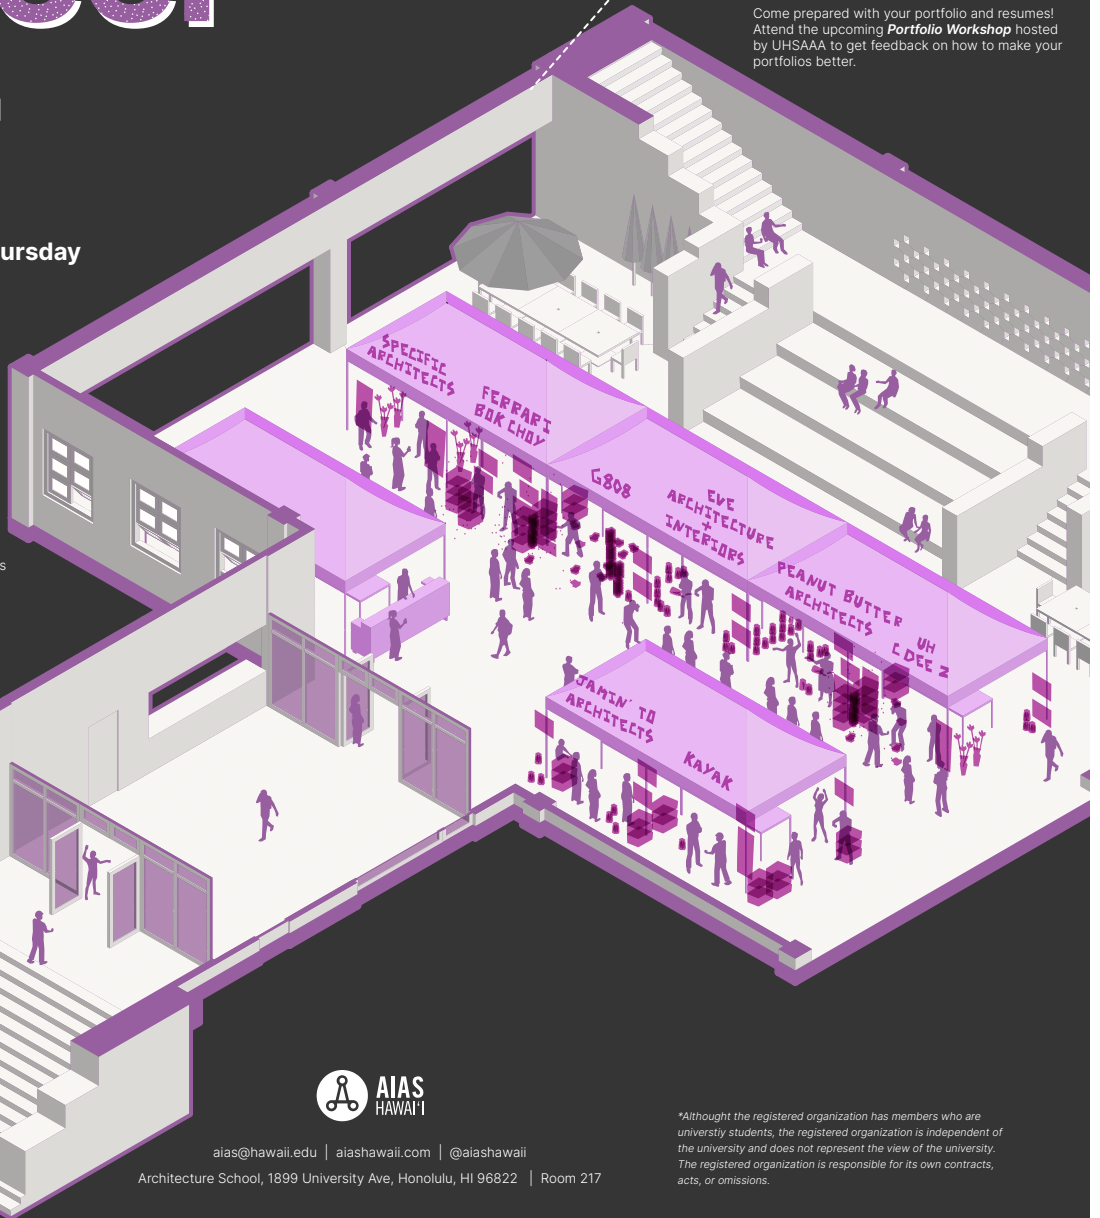 Come prepared with your portfolio and resumes!
Attend the upcoming Portfolio Workshop hosted
by UHSAAA to get feedback on how to make your
portfolios better.
ursday
SPECIFIC
ARCHITECTS
FERRARI
BOK CHOY
G808
EVE
ARCHITECTURE
+
INTERIORS
PEANUT BUTTER
ARCHITECTS
UH
C DEE Z
s
JAMIN' TO
ARCHITECTS
KAYAK
AIAS
HAWAI'I
aias@hawaii.edu | aiashawaii.com | @aiashawaii
Architecture School, 1899 University Ave, Honolulu, HI 96822 | Room 217
*Althought the registered organization has members who are
universtiy students, the registered organization is independent of
the university and does not represent the view of the university.
The registered organization is responsible for its own contracts,
acts, or omissions.